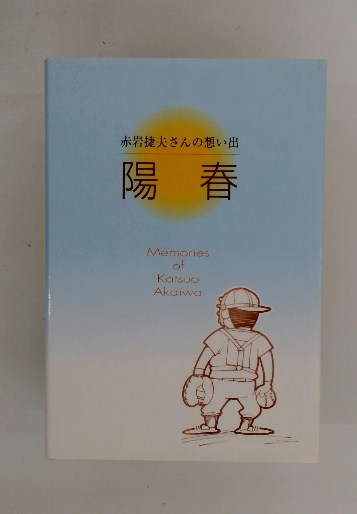 赤岩捷夫さんの想い出
陽 春
Memories
of
Katsuo
Akaiwa